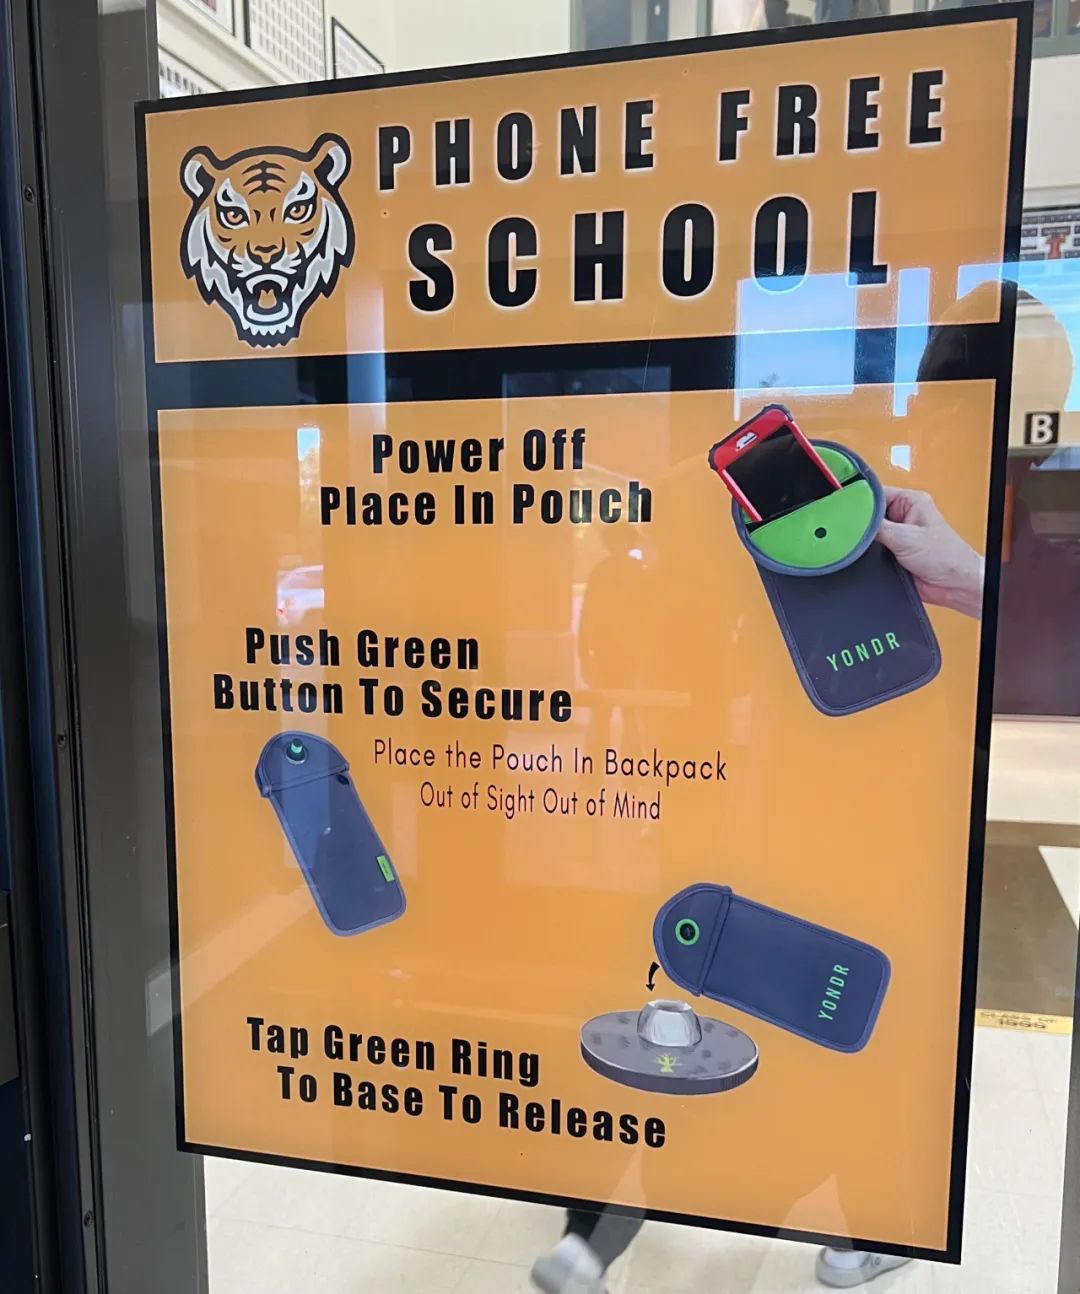 PHONE FREE
SCHOOL
Power Off
Place In Pouch
YONDR
Push Green
Button To Secure
Place the Pouch In Backpack
Out of Sight Out of Mind
YONDR
Tap Green Ring
To Base To Release
B